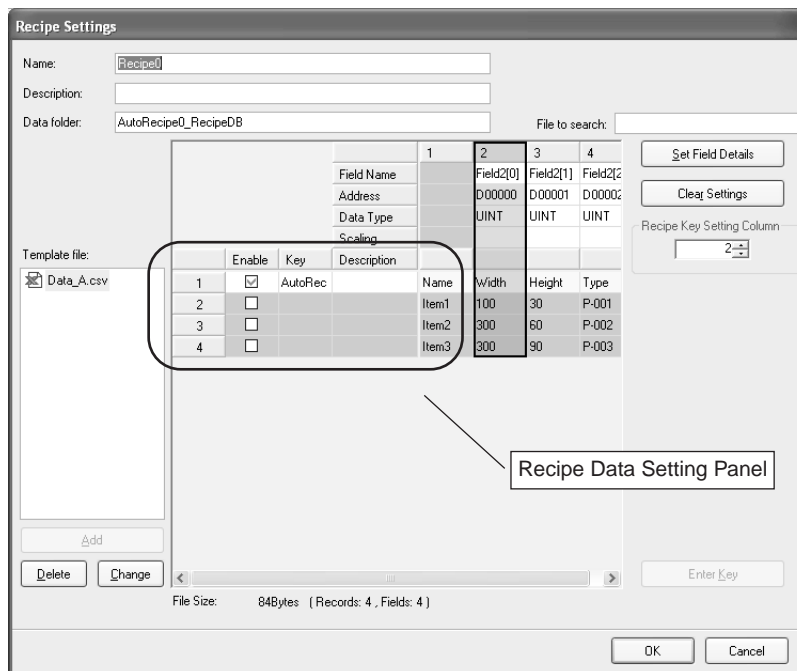 Recipe Settings
Name: Recipe0
Description:
Data folder: AutoRecipe0_RecipeDB File to search:
1 2 3 4 Set Field Details
Field Name Field2[0] Field2[1] Field2[2
Address D00000 D00001 D00002 Clear Settings
Data Type UINT UINT UINT
Recipe Key Setting Column
Scaling 2
Template file: Enable Key Description
Data_A.csv 1 AutoRec Name Width Height Type
2 Item1 100 30 P-001
3 Item2 300 60 P-002
4 Item3 300 90 P-003
Recipe Data Setting Panel
Add
Delete Change Enter Key
File Size: 84Bytes ( Records: 4 , Fields: 4 )
OK Cancel